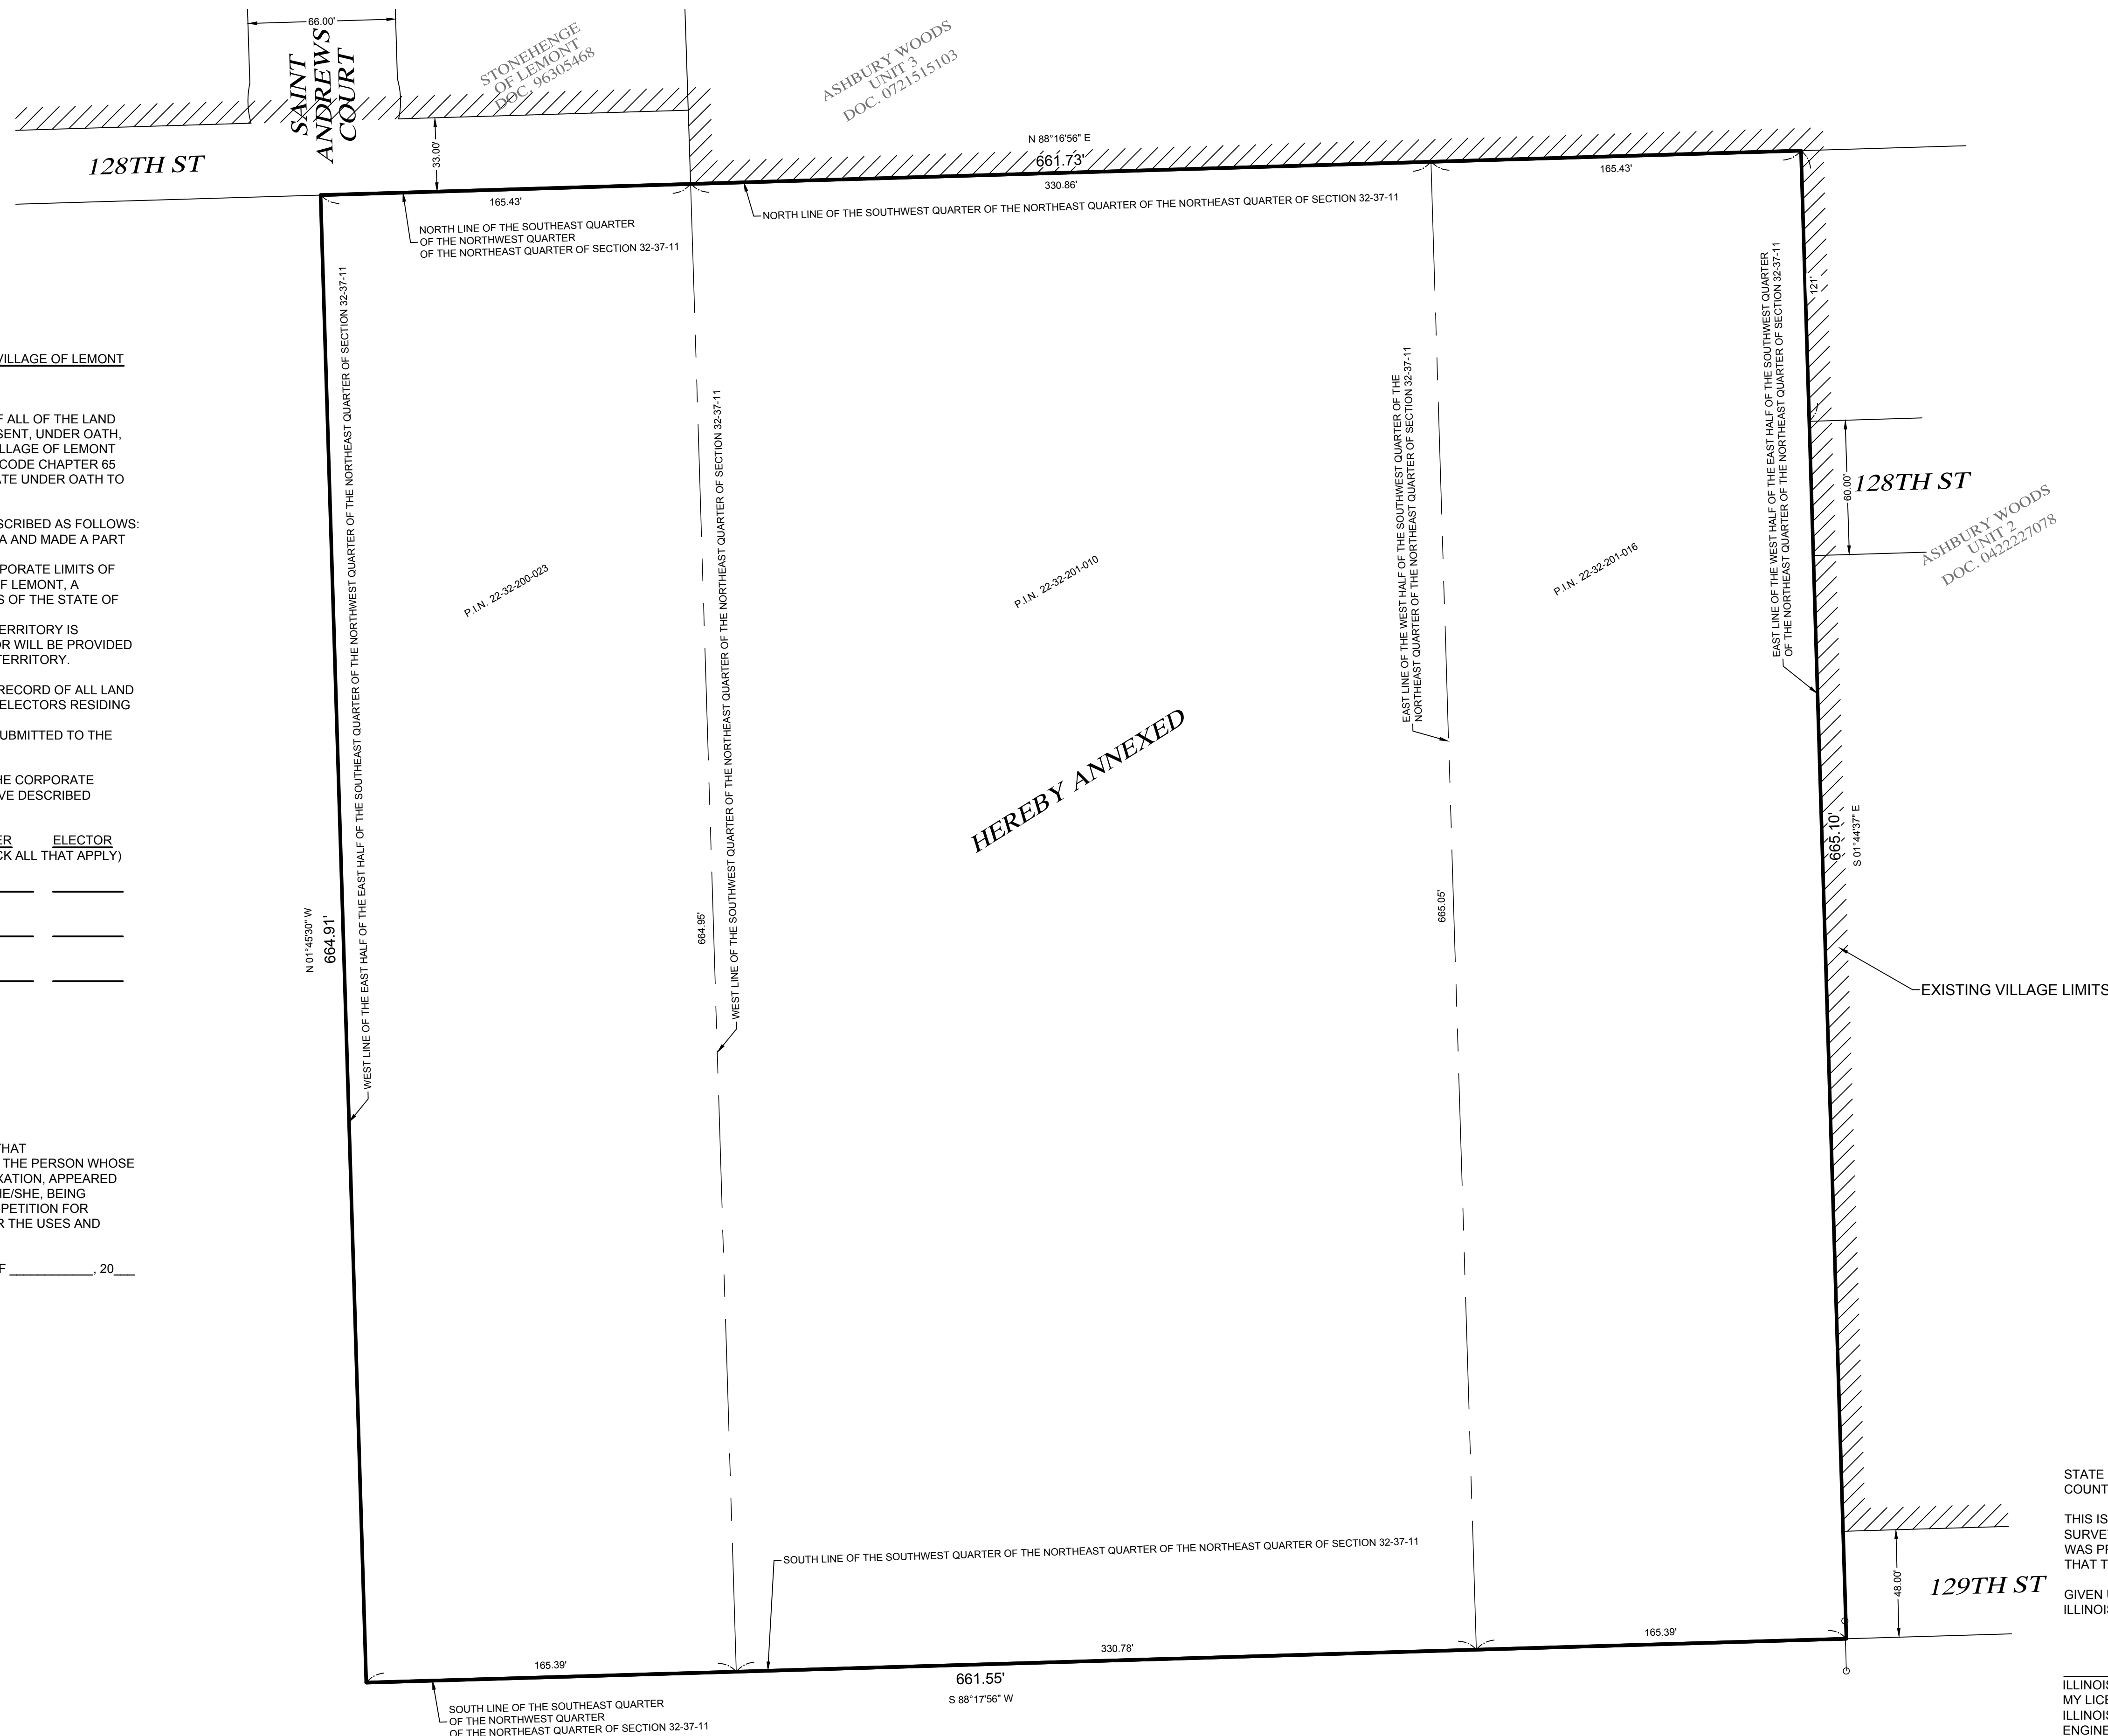 66.00'
SAINT
ANDREWS
COURT
STONEHENGE
OF LEMONT
DOC. 96305468
ASHBURY WOODS
UNIT 3
DOC. 0721515103
128TH ST
33.00'
N 88°16'56" E
661.73'
165.43'
330.86'
165.43'
NORTH LINE OF THE SOUTHEAST QUARTER
OF THE NORTHWEST QUARTER
OF THE NORTHEAST QUARTER OF SECTION 32-37-11
NORTH LINE OF THE SOUTHWEST QUARTER OF THE NORTHEAST QUARTER OF THE NORTHEAST QUARTER OF SECTION 32-37-11
VILLAGE OF LEMONT
F ALL OF THE LAND
SENT, UNDER OATH,
LLAGE OF LEMONT
CODE CHAPTER 65
ATE UNDER OATH TO
SCRIBED AS FOLLOWS:
A AND MADE A PART
PORATE LIMITS OF
OF LEMONT, A
S OF THE STATE OF
ERRITORY IS
OR WILL BE PROVIDED
TERRITORY.
RECORD OF ALL LAND
ELECTORS RESIDING
UBMITTED TO THE
HE CORPORATE
VE DESCRIBED
ER ELECTOR
CK ALL THAT APPLY)
THAT
THE PERSON WHOSE
XATION, APPEARED
HE/SHE, BEING
PETITION FOR
R THE USES AND
F ____________, 20___
WEST LINE OF THE EAST HALF OF THE EAST HALF OF THE SOUTHEAST QUARTER OF THE NORTHWEST QUARTER OF THE NORTHEAST QUARTER OF SECTION 32-37-11
N 01°45'30" W
664.91'
P.I.N. 22-32-200-023
WEST LINE OF THE SOUTHWEST QUARTER OF THE NORTHEAST QUARTER OF THE NORTHEAST QUARTER OF SECTION 32-37-11
664.95'
P.I.N. 22-32-201-010
HEREBY ANNEXED
EAST LINE OF THE WEST HALF OF THE SOUTHWEST QUARTER OF THE
NORTHEAST QUARTER OF THE NORTHEAST QUARTER OF SECTION 32-37-11
665.05'
P.I.N. 22-32-201-016
EAST LINE OF THE WEST HALF OF THE EAST HALF OF THE SOUTHWEST QUARTER
OF THE NORTHEAST QUARTER OF THE NORTHEAST QUARTER OF SECTION 32-37-11
121'
60.00'
128TH ST
ASHBURY WOODS
UNIT 2
DOC. 0422227078
665.10'
S 01°44'37" E
EXISTING VILLAGE LIMITS
SOUTH LINE OF THE SOUTHWEST QUARTER OF THE NORTHEAST QUARTER OF THE NORTHEAST QUARTER OF SECTION 32-37-11
48.00'
129TH ST
165.39'
330.78'
165.39'
661.55'
S 88°17'56" W
SOUTH LINE OF THE SOUTHEAST QUARTER
OF THE NORTHWEST QUARTER
OF THE NORTHEAST QUARTER OF SECTION 32-37-11
STATE
COUNT
THIS IS
SURVE
WAS P
THAT T
GIVEN
ILLINOIS
ILLINOIS
MY LICE
ILLINOIS
ENGINE